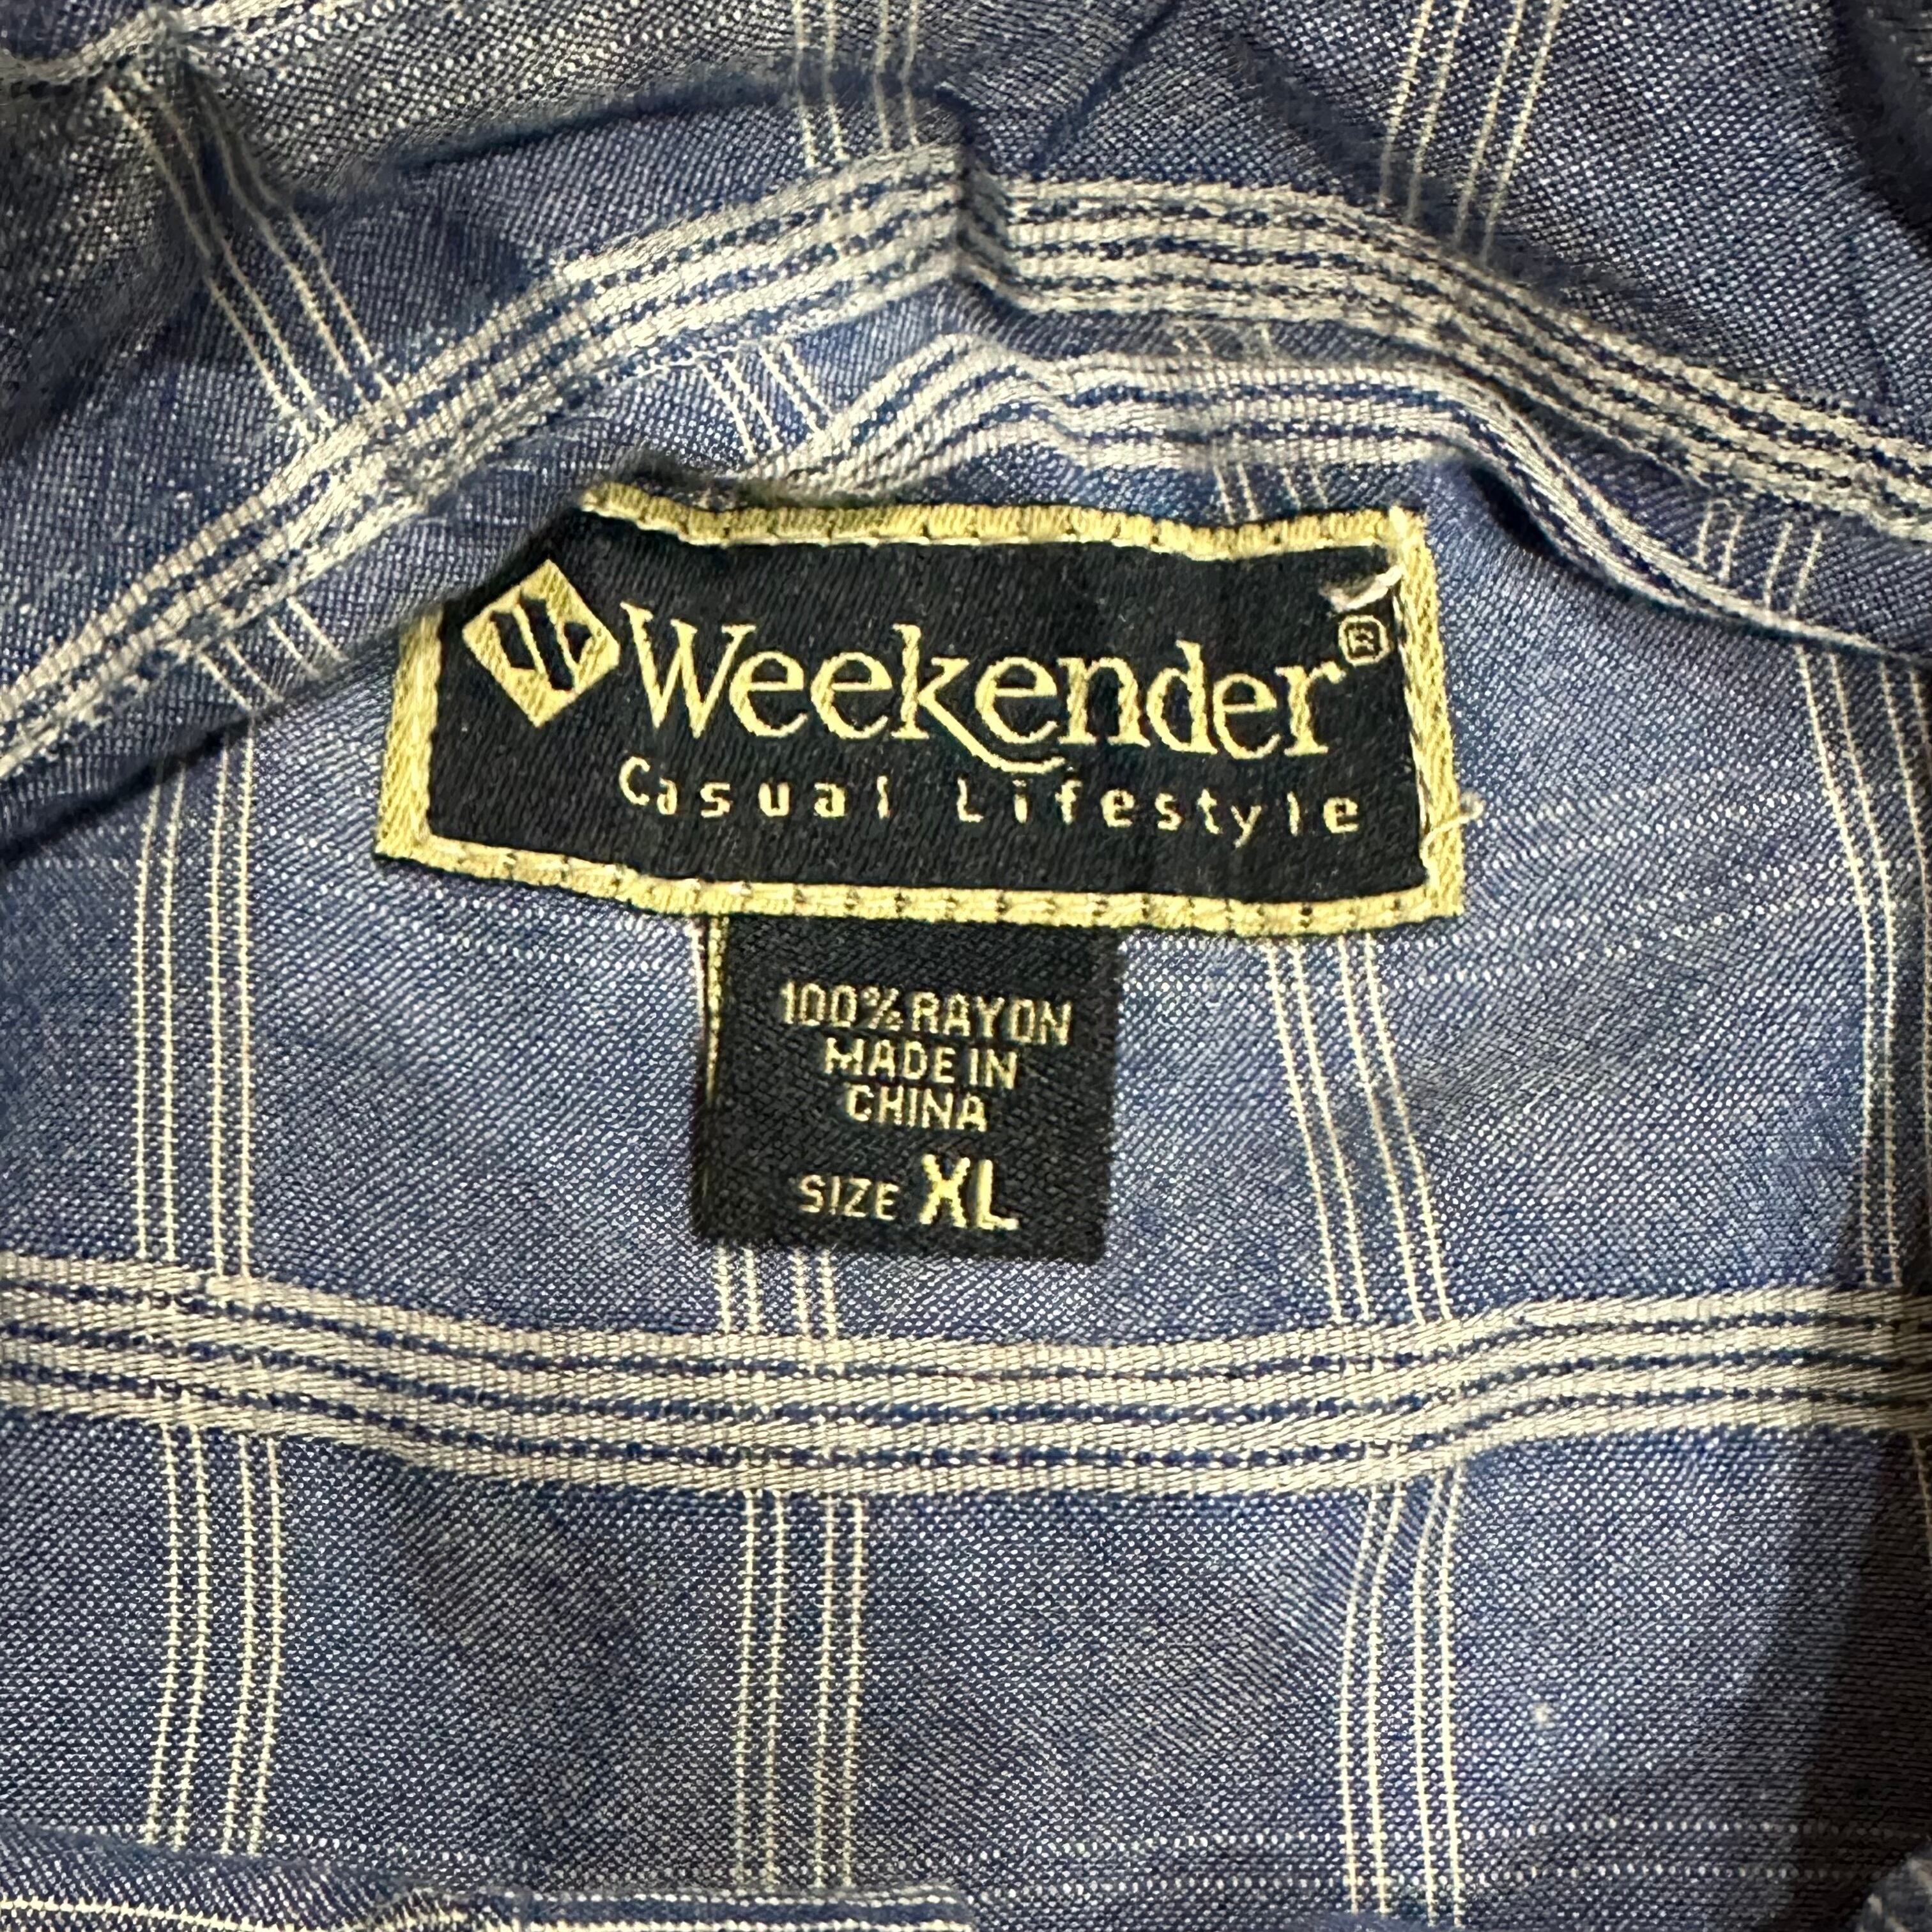 Weekender®
Casual Lifestyle
100% RAYON
MADE IN
CHINA
SIZE XL